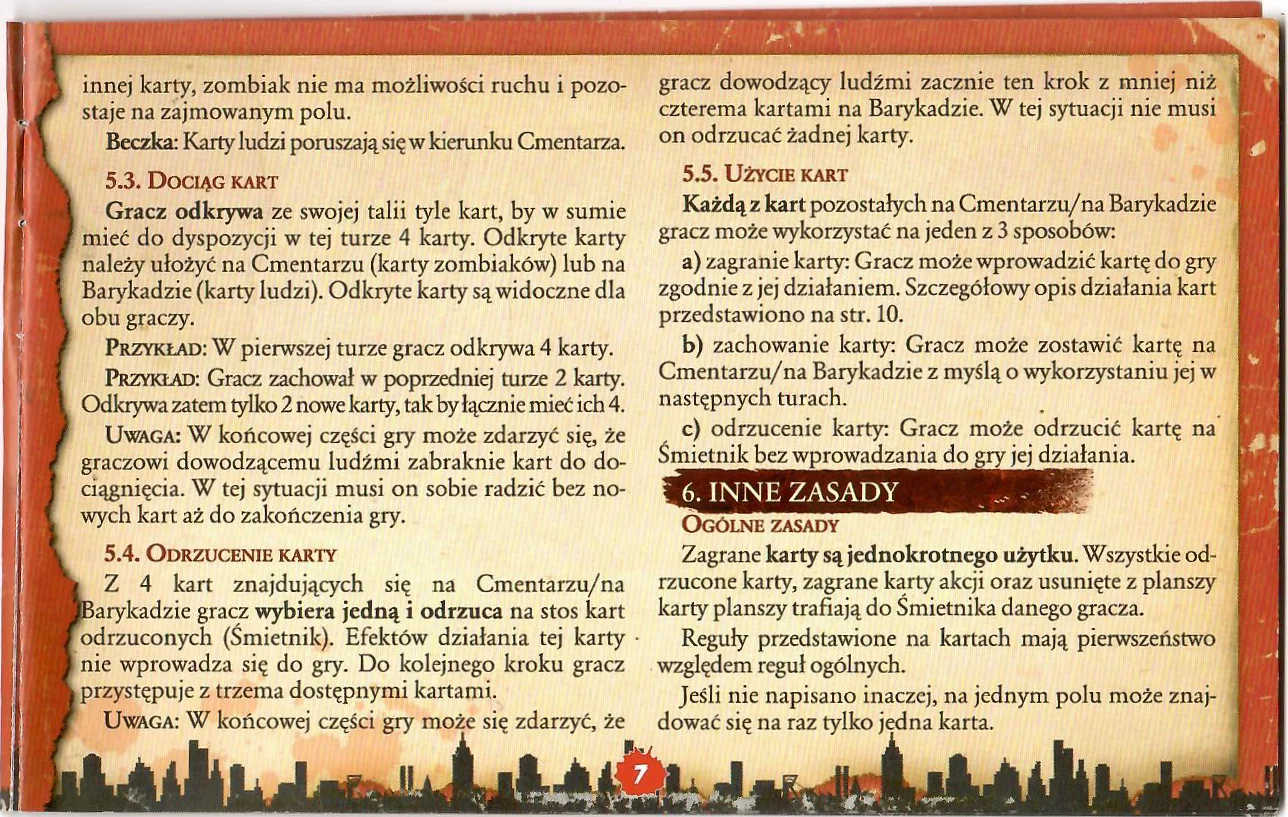 innej karty, zombiak nie ma możliwości ruchu i pozo-
staje na zajmowanym polu.
Beczka: Karty ludzi poruszają się w kierunku Cmentarza.
5.3. Dociąg kart
Gracz odkrywa ze swojej talii tyle kart, by w sumie
mieć do dyspozycji w tej turze 4 karty. Odkryte karty
należy ułożyć na Cmentarzu (karty zombiaków) lub na
Barykadzie (karty ludzi). Odkryte karty są widoczne dla
obu graczy.
Przykład: W pierwszej turze gracz odkrywa 4 karty.
Przykład: Gracz zachował w poprzedniej turze 2 karty.
Odkrywa zatem tylko 2 nowe karty, tak by łącznie mieć ich 4.
Uwaga: W końcowej części gry może zdarzyć się, że
graczowi dowodzącemu ludźmi zabraknie kart do do-
ciągnięcia. W tej sytuacji musi on sobie radzić bez no-
wych kart aż do zakończenia gry.
5.4. Odrzucenie karty
Z 4 kart znajdujących się na Cmentarzu/na
Barykadzie gracz wybiera jedną i odrzuca na stos kart
odrzuconych (Śmietnik). Efektów działania tej karty
nie wprowadza się do gry. Do kolejnego kroku gracz
przystępuje z trzema dostępnymi kartami.
Uwaga: W końcowej części gry może się zdarzyć, że
gracz dowodzący ludźmi zacznie ten krok z mniej niż
czterema kartami na Barykadzie. W tej sytuacji nie musi
on odrzucać żadnej karty.
5.5. Użycie kart
Każdą z kart pozostałych na Cmentarzu/na Barykadzie
gracz może wykorzystać na jeden z 3 sposobów:
a) zagranie karty: Gracz może wprowadzić kartę do gry
zgodnie z jej działaniem. Szczegółowy opis działania kart
przedstawiono na str. 10.
b) zachowanie karty: Gracz może zostawić kartę na
Cmentarzu/na Barykadzie z myślą o wykorzystaniu jej w
następnych turach.
c) odrzucenie karty: Gracz może odrzucić kartę na
Śmietnik bez wprowadzania do gry jej działania.
6. INNE ZASADY
Ogólne zasady
Zagrane karty są jednokrotnego użytku. Wszystkie od-
rzucone karty, zagrane karty akcji oraz usunięte z planszy
karty planszy trafiają do Śmietnika danego gracza.
Reguły przedstawione na kartach mają pierwszeństwo
względem reguł ogólnych.
Jeśli nie napisano inaczej, na jednym polu może znaj-
dować się na raz tylko jedna karta.
7